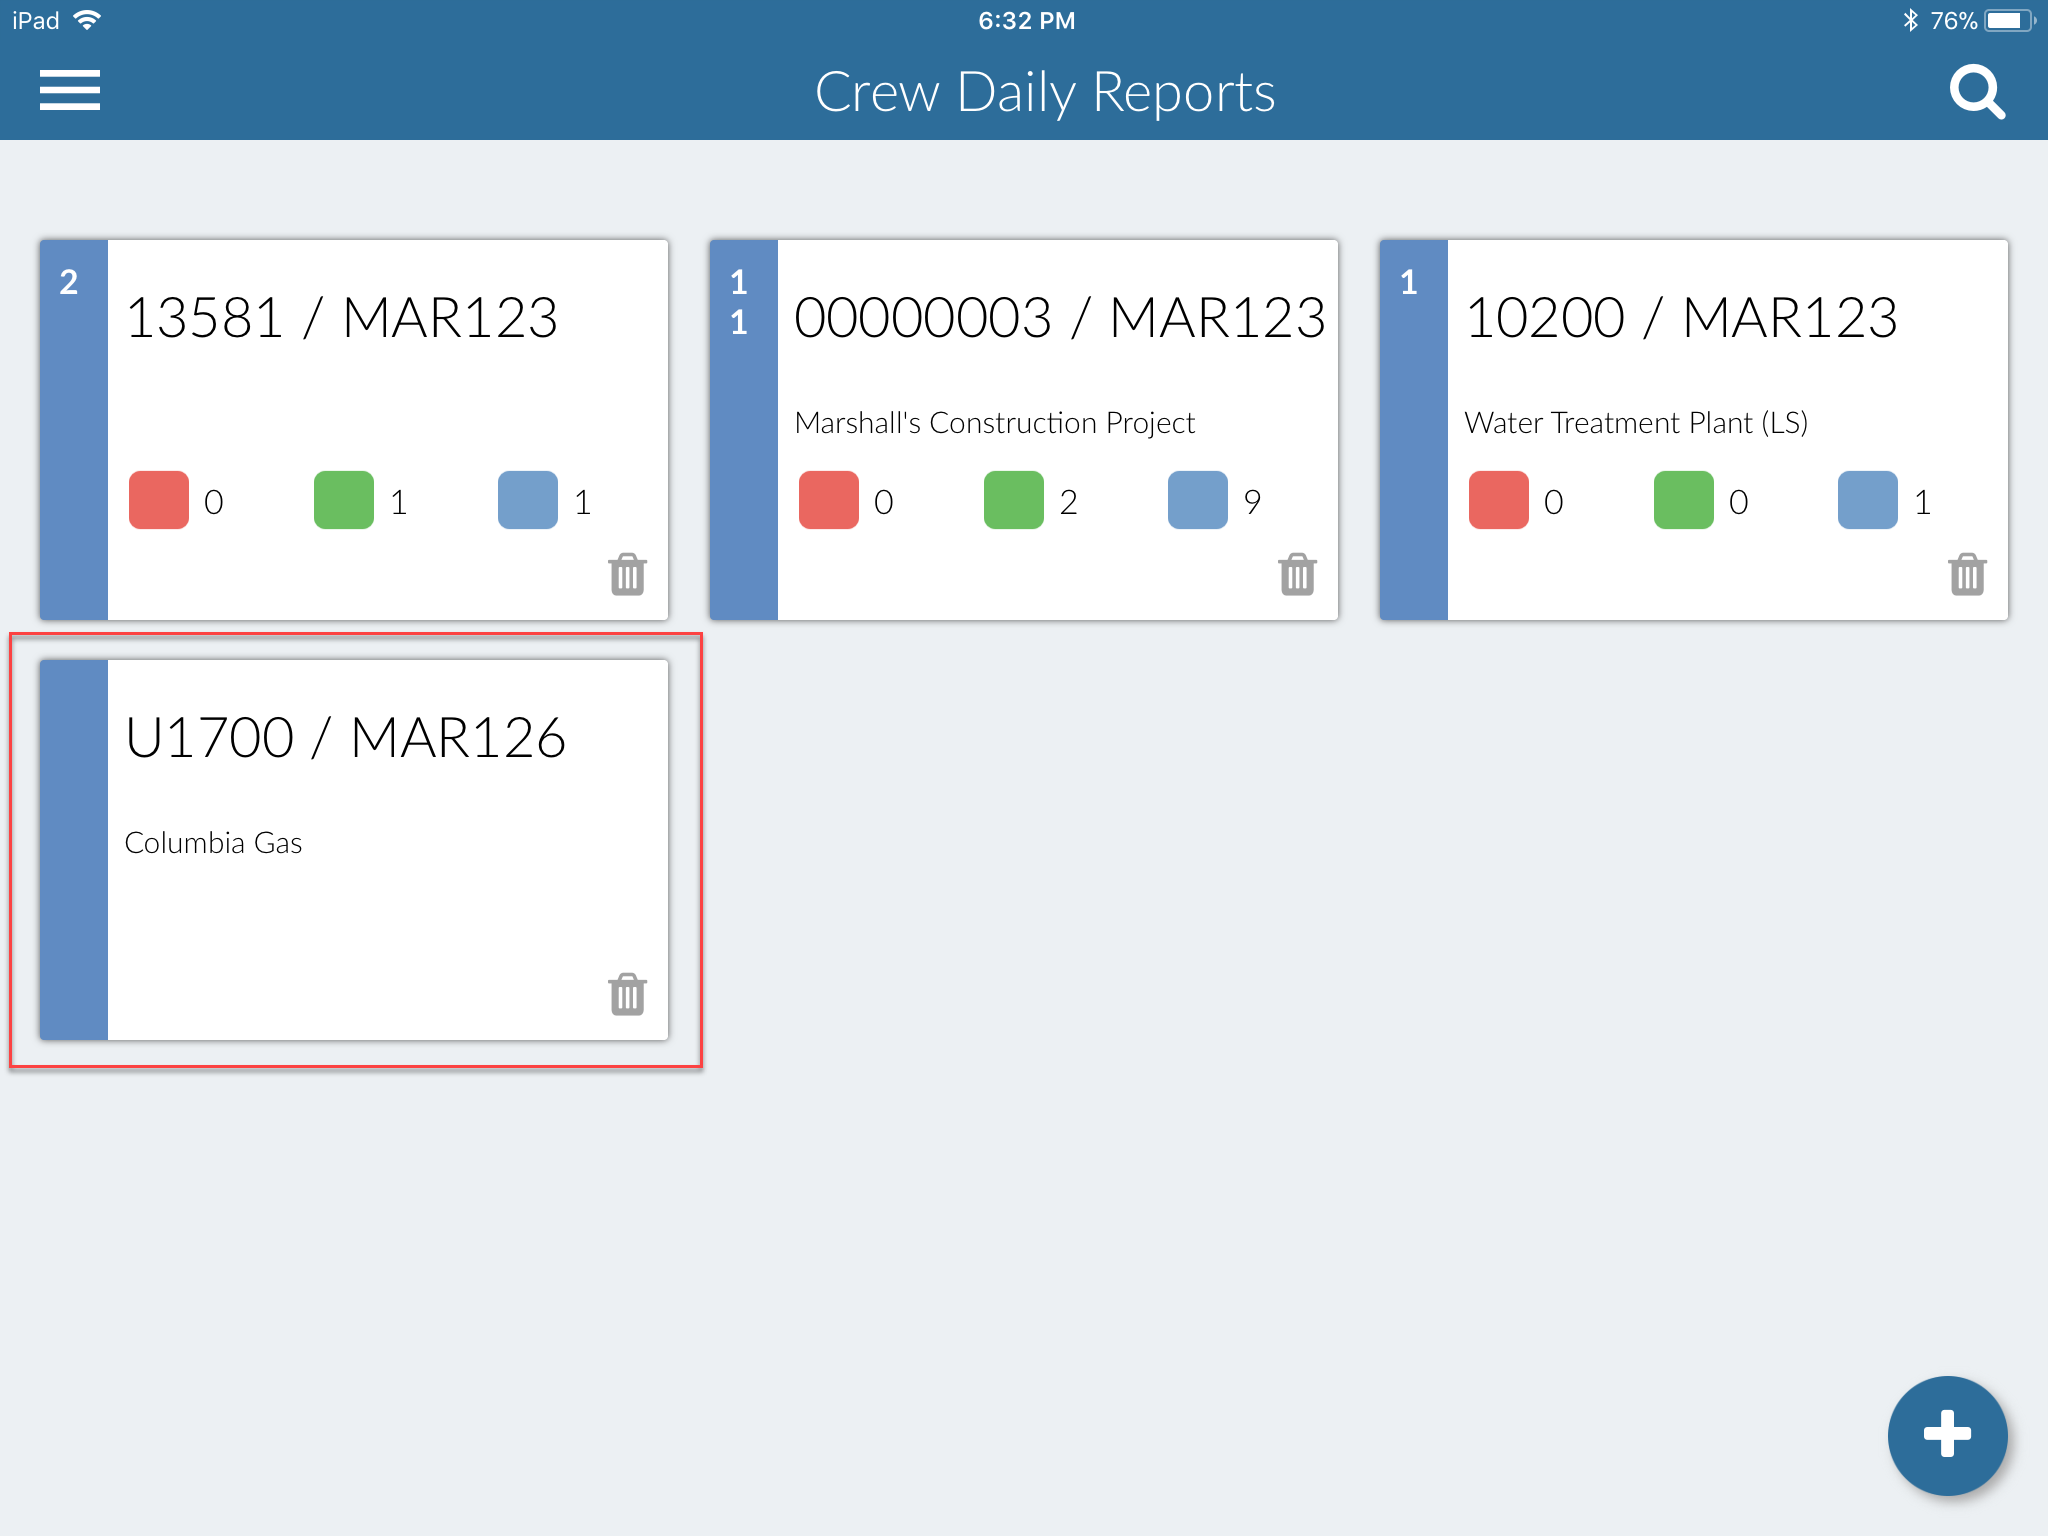 iPad 6:32 PM 76%
Crew Daily Reports
2
13581 / MAR123
0 1 1
1
1
00000003 / MAR123
Marshall's Construction Project
0 2 9
1
10200 / MAR123
Water Treatment Plant (LS)
0 0 1
U1700 / MAR126
Columbia Gas